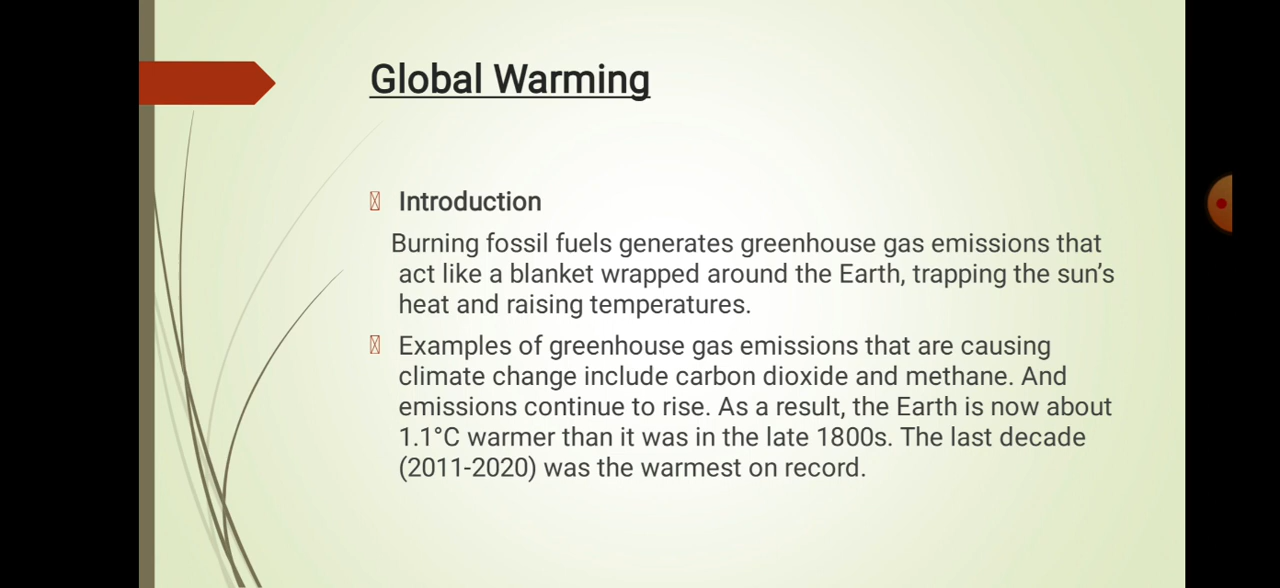 Global Warming
Introduction
Burning fossil fuels generates greenhouse gas emissions that
act like a blanket wrapped around the Earth, trapping the sun’s
heat and raising temperatures.
Examples of greenhouse gas emissions that are causing
climate change include carbon dioxide and methane. And
emissions continue to rise. As a result, the Earth is now about
1.1°C warmer than it was in the late 1800s. The last decade
(2011-2020) was the warmest on record.